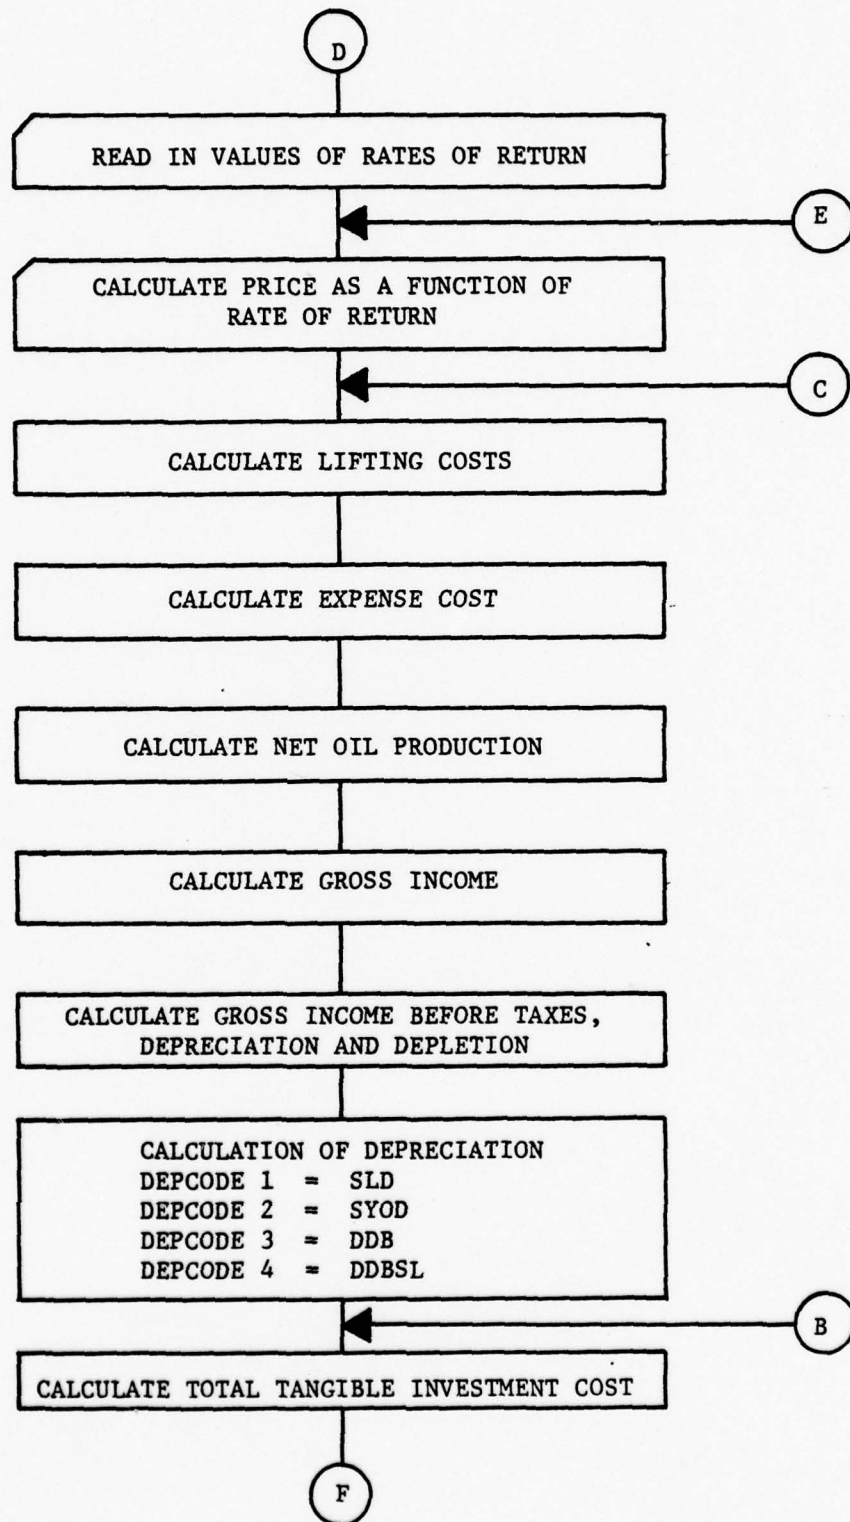 D
READ IN VALUES OF RATES OF RETURN
E
CALCULATE PRICE AS A FUNCTION OF
RATE OF RETURN
C
CALCULATE LIFTING COSTS
CALCULATE EXPENSE COST
CALCULATE NET OIL PRODUCTION
CALCULATE GROSS INCOME
CALCULATE GROSS INCOME BEFORE TAXES,
DEPRECIATION AND DEPLETION
CALCULATION OF DEPRECIATION
DEPCODE 1 = SLD
DEPCODE 2 = SYOD
DEPCODE 3 = DDB
DEPCODE 4 = DDBSL
B
CALCULATE TOTAL TANGIBLE INVESTMENT COST
F